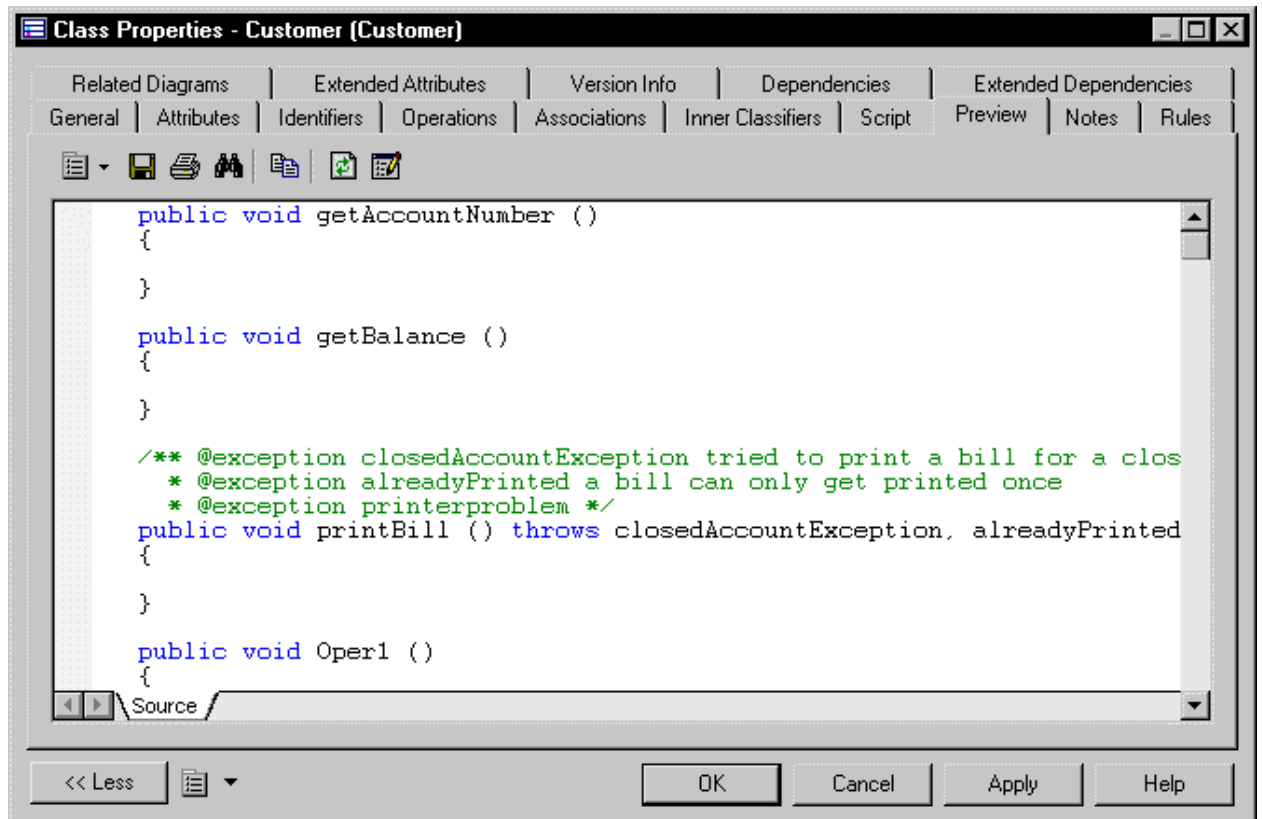 Class Properties - Customer (Customer)
Related Diagrams Extended Attributes Version Info Dependencies Extended Dependencies
General Attributes Identifiers Operations Associations Inner Classifiers Script Preview Notes Rules
public void getAccountNumber ()
{
}
public void getBalance ()
{
}
/** @exception closedAccountException tried to print a bill for a clos
* @exception alreadyPrinted a bill can only get printed once
* @exception printerproblem */
public void printBill () throws closedAccountException, alreadyPrinted
{
}
public void Oper1 ()
{
Source
<< Less OK Cancel Apply Help